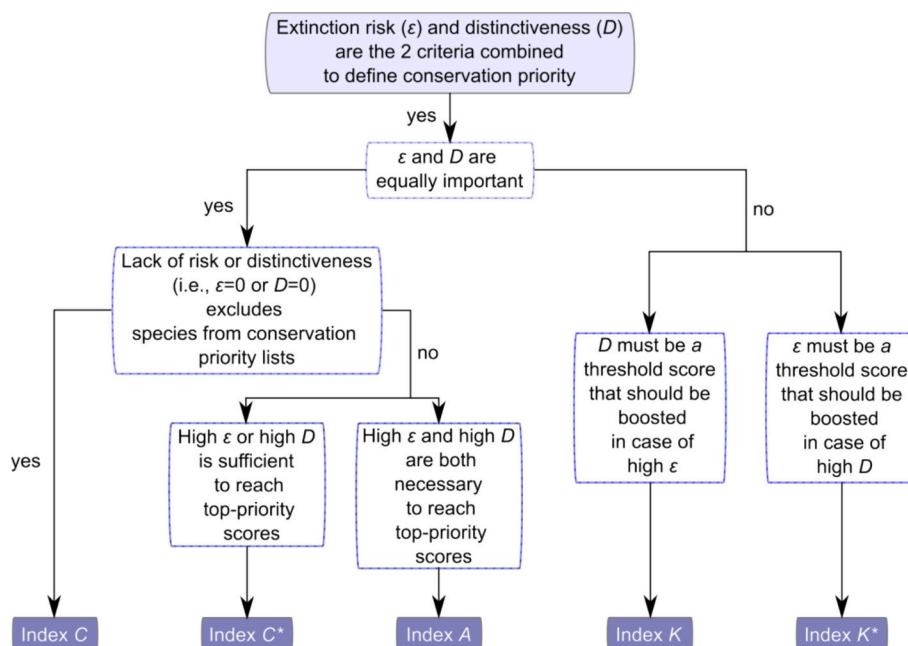 Extinction risk (ε) and distinctiveness (D)
are the 2 criteria combined
to define conservation priority
yes
ε and D are
equally important
yes
no
Lack of risk or distinctiveness
(i.e., ε=0 or D=0)
excludes
species from conservation
priority lists
D must be a
threshold score
that should be
boosted
in case of
high ε
ε must be a
threshold score
that should be
boosted
in case of
high D
no
yes
High ε or high D
is sufficient
to reach
top-priority
scores
High ε and high D
are both
necessary
to reach
top-priority
scores
Index C
Index C*
Index A
Index K
Index K*